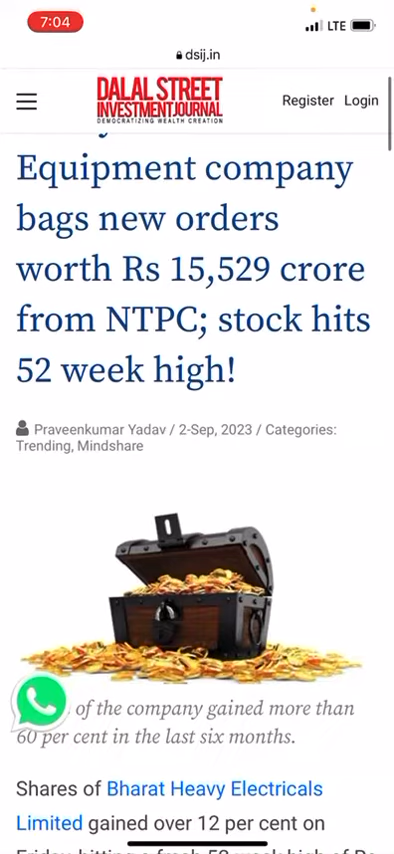 7:04
LTE
dsij.in
DALAL STREET
INVESTMENT JOURNAL
DEMOCRATIZING WEALTH CREATION
Register Login
Equipment company
bags new orders
worth Rs 15,529 crore
from NTPC; stock hits
52 week high!
Praveenkumar Yadav / 2-Sep, 2023 / Categories:
Trending, Mindshare
of the company gained more than
60 per cent in the last six months.
Shares of Bharat Heavy Electricals
Limited gained over 12 per cent on